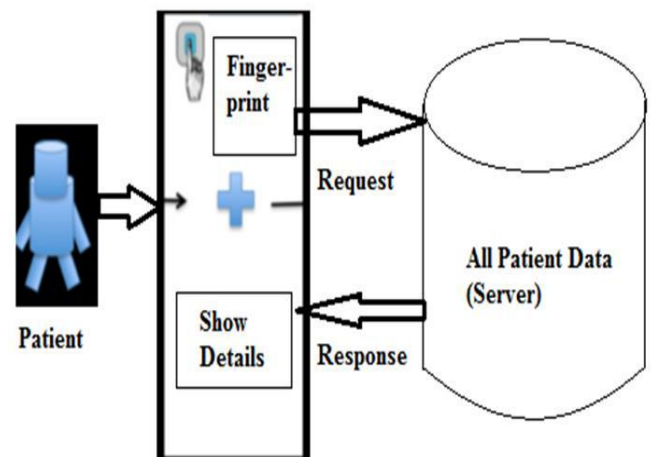 Finger-
print
Request
All Patient Data
(Server)
Patient
Show
Details
Response